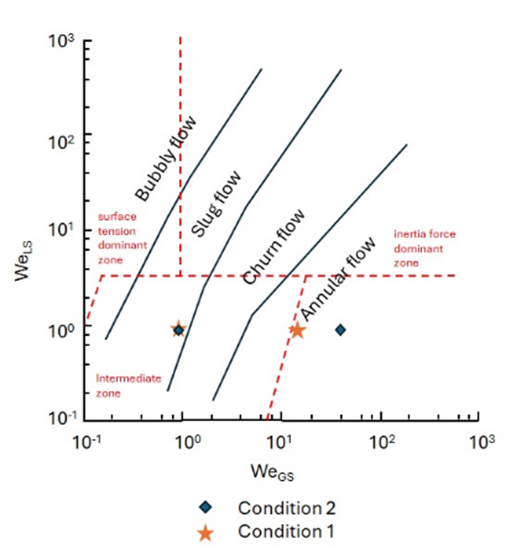 10³
10²
10¹
10⁰
10⁻¹
We_LS
Bubbly flow
Slug flow
Churn flow
Annular flow
surface
tension
dominant
zone
inertia force
dominant
zone
Intermediate
zone
10⁻¹
10⁰
10¹
10²
10³
We_GS
Condition 2
Condition 1